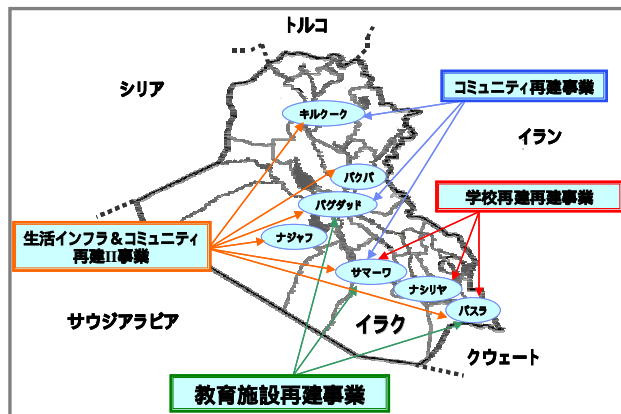 トルコ
シリア
コミュニティ再建事業
キルクーク
イラン
バクバ
学校再建再建事業
バグダッド
生活インフラ＆コミュニティ
再建II事業
ナジャフ
サマーワ
ナシリヤ
バスラ
サウジアラビア
イラク
クウェート
教育施設再建事業